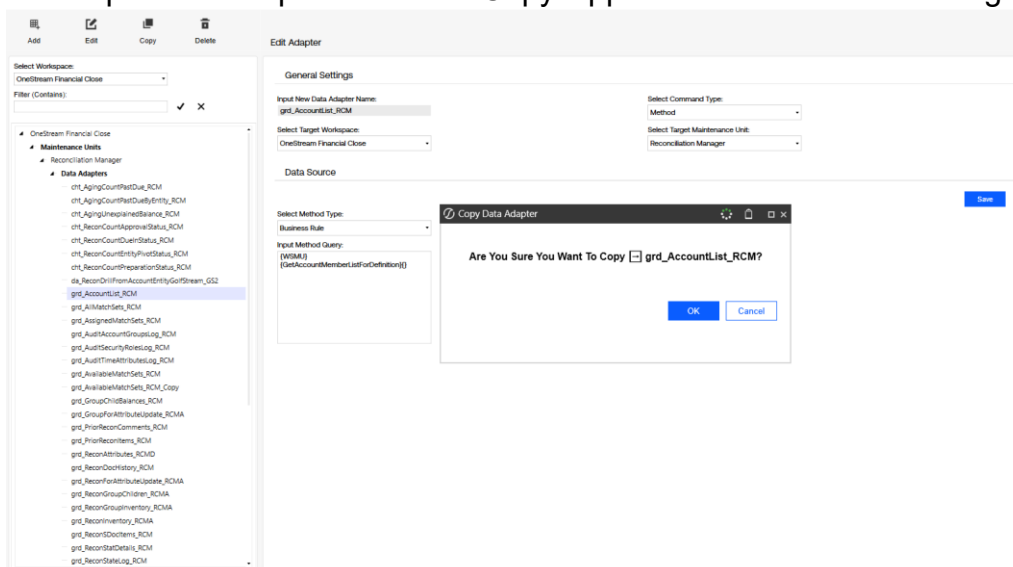 Copy
Add
Edit
Copy
Delete
Edit Adapter
Select Workspace:
OneStream Financial Close
Filter (Contains):
General Settings
Input New Data Adapter Name:
grd_AccountList_RCM
Select Command Type:
Method
Select Target Workspace:
OneStream Financial Close
Select Target Maintenance Unit:
Reconciliation Manager
Data Source
Save
Select Method Type:
Business Rule
Input Method Query:
{WSMU}
{GetAccountMemberListForDefinition}{}
Copy Data Adapter
Are You Sure You Want To Copy grd_AccountList_RCM?
OK
Cancel
OneStream Financial Close
Maintenance Units
Reconciliation Manager
Data Adapters
cht_AgingCountPastDue_RCM
cht_AgingCountPastDueByEntity_RCM
cht_AgingUnexplainedBalance_RCM
cht_ReconCountApprovalStatus_RCM
cht_ReconCountDueInStatus_RCM
cht_ReconCountEntityPivotStatus_RCM
cht_ReconCountPreparationStatus_RCM
da_ReconDrillFromAccountEntityGolfStream_GS2
grd_AccountList_RCM
grd_AllMatchSets_RCM
grd_AssignedMatchSets_RCM
grd_AuditAccountGroupsLog_RCM
grd_AuditSecurityRolesLog_RCM
grd_AuditTimeAttributesLog_RCM
grd_AvailableMatchSets_RCM
grd_AvailableMatchSets_RCM_Copy
grd_GroupChildBalances_RCM
grd_GroupForAttributeUpdate_RCMA
grd_PriorReconComments_RCM
grd_PriorReconItems_RCM
grd_ReconAttributes_RCMD
grd_ReconDocHistory_RCM
grd_ReconForAttributeUpdate_RCMA
grd_ReconGroupChildren_RCMA
grd_ReconGroupInventory_RCMA
grd_ReconInventory_RCMA
grd_ReconSDocItems_RCM
grd_ReconStatDetails_RCM
grd_ReconStateLog_RCM